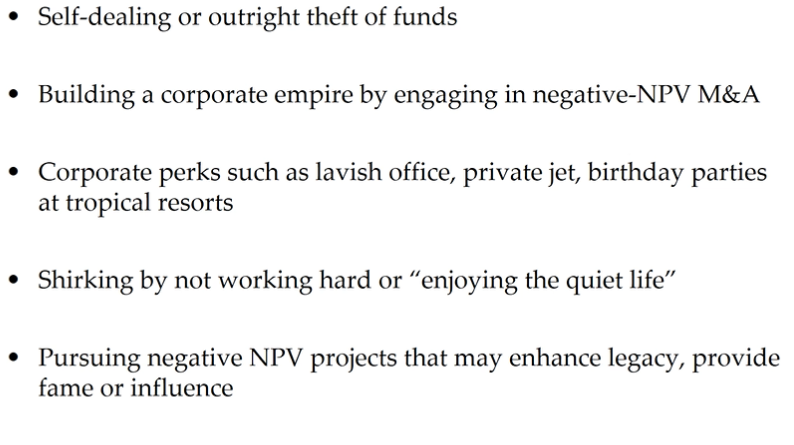 • Self-dealing or outright theft of funds
• Building a corporate empire by engaging in negative-NPV M&A
• Corporate perks such as lavish office, private jet, birthday parties
at tropical resorts
• Shirking by not working hard or “enjoying the quiet life”
• Pursuing negative NPV projects that may enhance legacy, provide
fame or influence